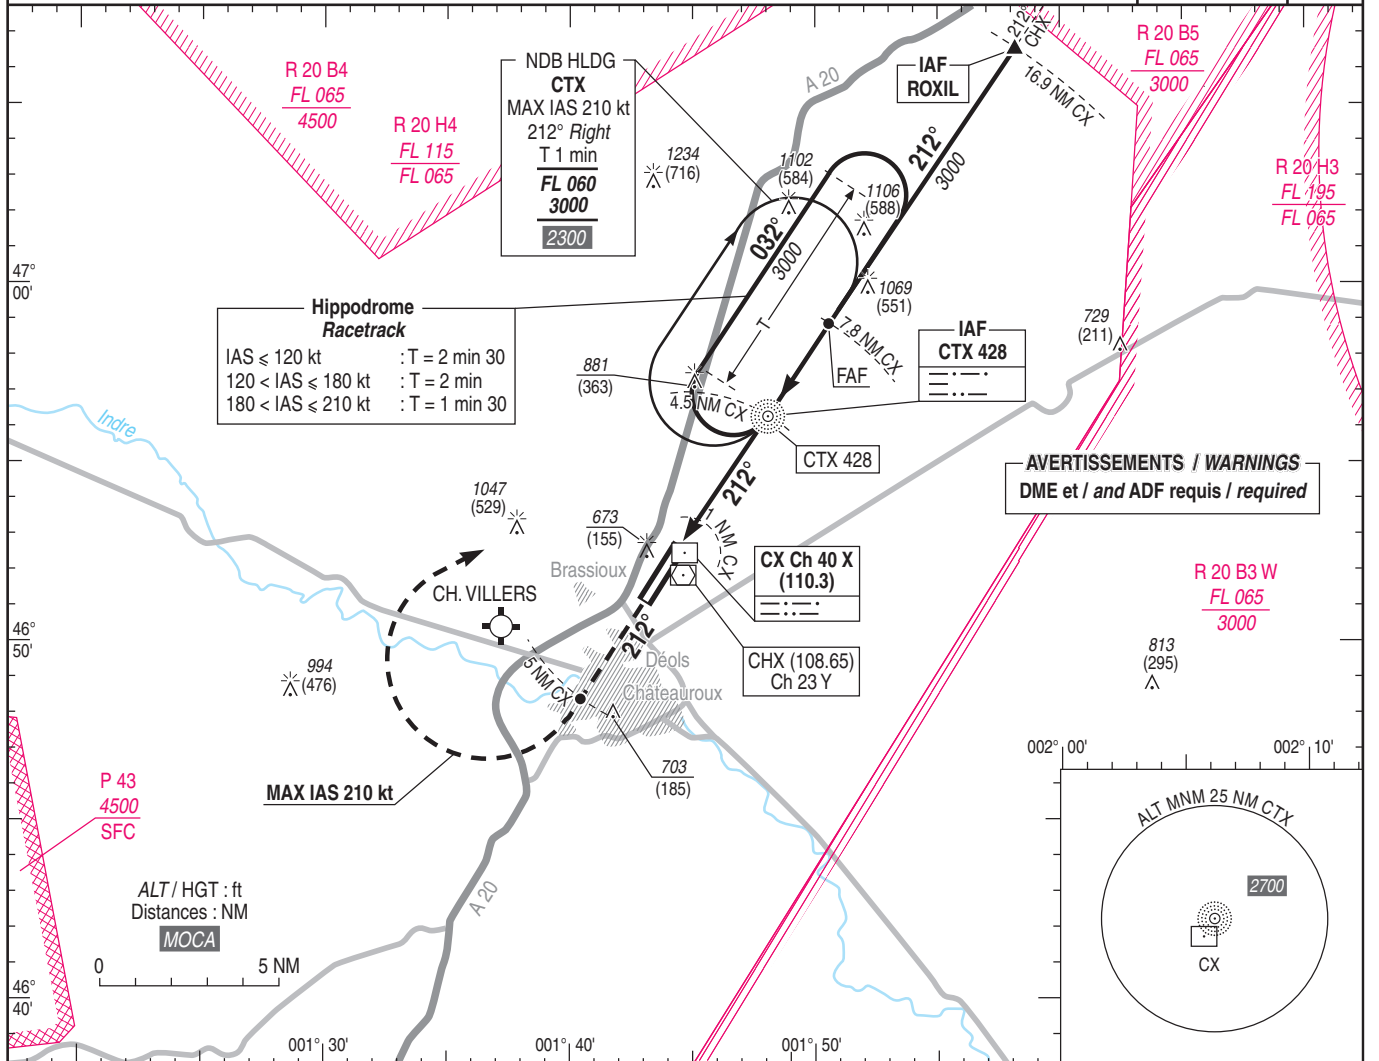 R 20 B4
FL 065
4500
R 20 H4
FL 115
FL 065
NDB HLDG
CTX
MAX IAS 210 kt
212° Right
T 1 min
FL 060
3000
2300
1234
(716)
A 20
1102
(584)
1106
(588)
032°
3000
T
212°
3000
212°
CHX
IAF
ROXIL
16.9 NM CX
R 20 B5
FL 065
3000
R 20 H3
FL 195
FL 065
47°
00'
Hippodrome
Racetrack
IAS ⩽ 120 kt : T = 2 min 30
120 < IAS ⩽ 180 kt : T = 2 min
180 < IAS ⩽ 210 kt : T = 1 min 30
1069
(551)
7.8 NM CX
FAF
IAF
CTX 428
729
(211)
881
(363)
4.5 NM CX
CTX 428
Indre
AVERTISSEMENTS / WARNINGS
DME et / and ADF requis / required
212°
1047
(529)
673
(155)
1 NM CX
CX Ch 40 X
(110.3)
Brassioux
CH. VILLERS
R 20 B3 W
FL 065
3000
46°
50'
212°
CHX (108.65)
Ch 23 Y
813
(295)
994
(476)
5 NM CX
Déols
Châteauroux
703
(185)
MAX IAS 210 kt
P 43
4500
SFC
002° 00'
002° 10'
ALT MNM 25 NM CTX
2700
CX
ALT / HGT : ft
Distances : NM
MOCA
0
5 NM
A 20
46°
40'
001° 30'
001° 40'
001° 50'